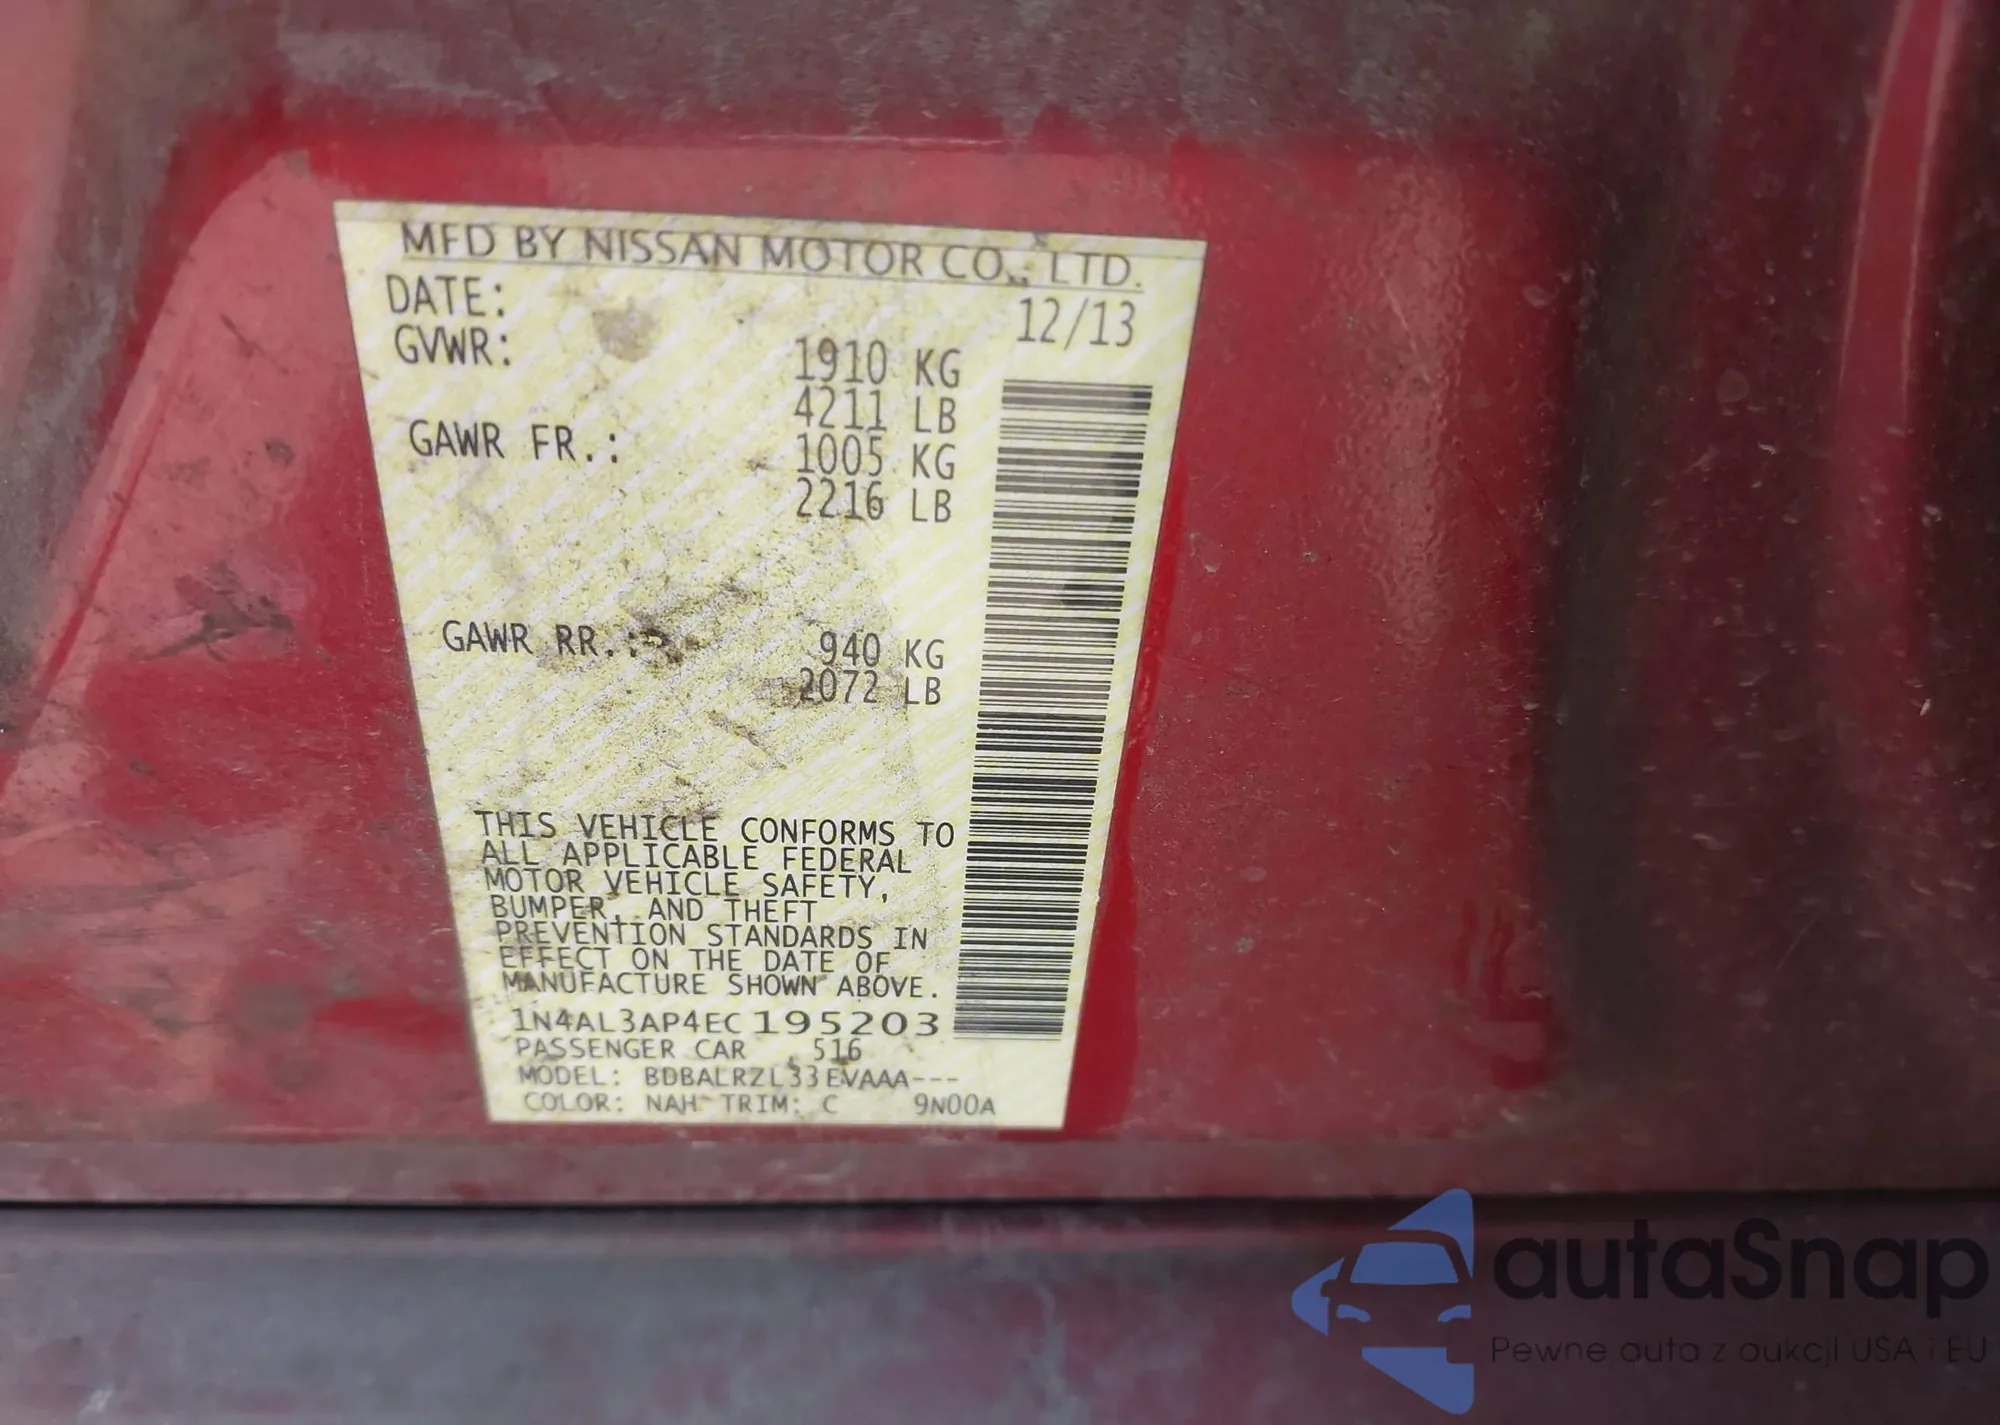 MFD BY NISSAN MOTOR CO., LTD.
DATE: 12/13
GVWR: 1910 KG
4211 LB
GAWR FR.: 1005 KG
2216 LB
GAWR RR.: 940 KG
2072 LB
THIS VEHICLE CONFORMS TO
ALL APPLICABLE FEDERAL
MOTOR VEHICLE SAFETY,
BUMPER, AND THEFT
PREVENTION STANDARDS IN
EFFECT ON THE DATE OF
MANUFACTURE SHOWN ABOVE.
1N4AL3AP4EC195203
PASSENGER CAR 516
MODEL: BDBALRZL33EVAAA---
COLOR: NAH TRIM: C 9N00A
autaSnap
Pewne auta z aukcji USA i EU